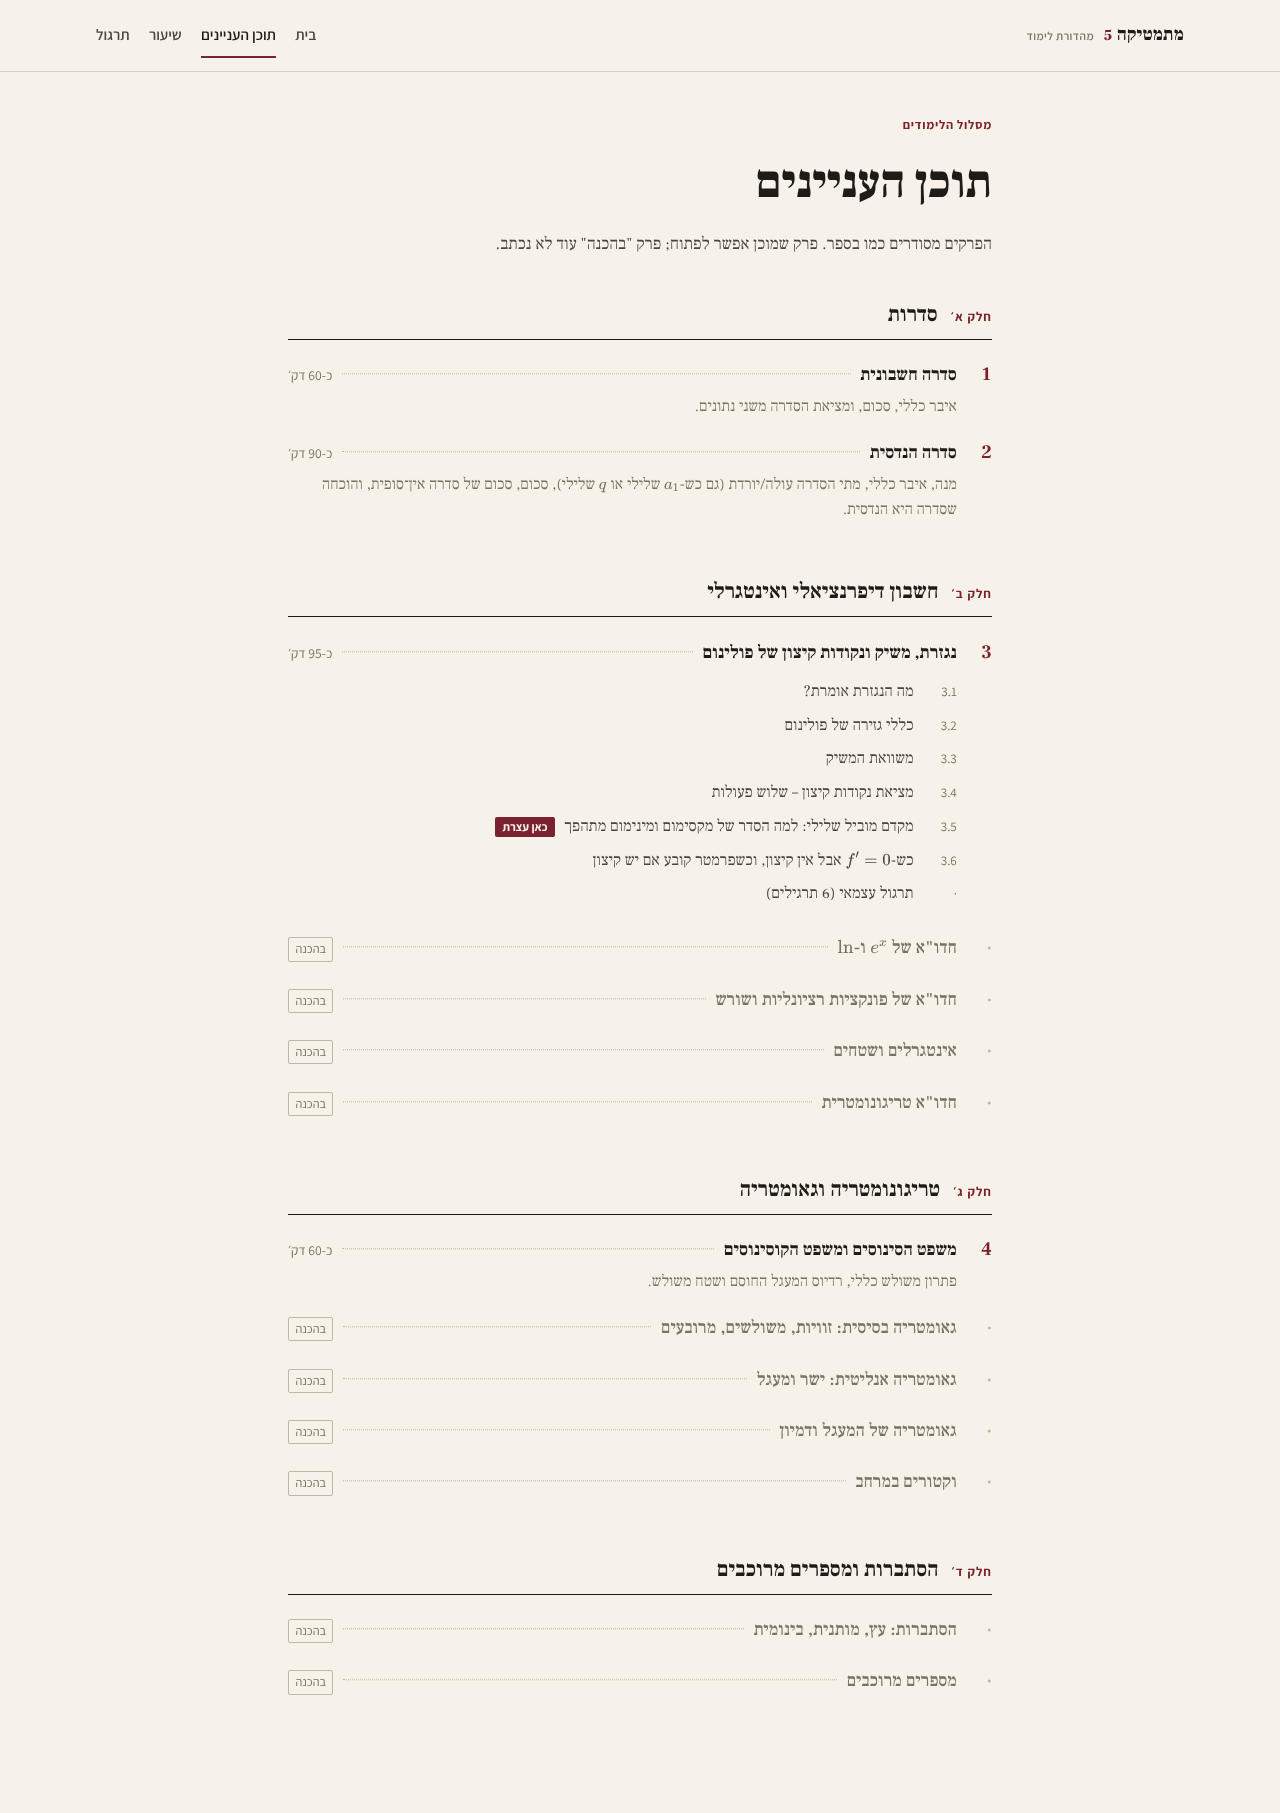 מתמטיקה 5 מהדורת לימוד
בית תוכן העניינים שיעור תרגול
מסלול הלימודים
תוכן העניינים
הפרקים מסודרים כמו בספר. פרק שמוכן אפשר לפתוח; פרק "בהכנה" עוד לא נכתב.
חלק א׳ סדרות
1 סדרה חשבונית כ-60 דק׳
איבר כללי, סכום, ומציאת הסדרה משני נתונים.
2 סדרה הנדסית כ-90 דק׳
מנה, איבר כללי, מתי הסדרה עולה/יורדת (גם כש-a₁ שלילי או q שלילי), סכום, סכום של סדרה אין־סופית, והוכחה
שסדרה היא הנדסית.
חלק ב׳ חשבון דיפרנציאלי ואינטגרלי
3 נגזרת, משיק ונקודות קיצון של פולינום כ-95 דק׳
3.1 מה הנגזרת אומרת?
3.2 כללי גזירה של פולינום
3.3 משוואת המשיק
3.4 מציאת נקודות קיצון – שלוש פעולות
3.5 מקדם מוביל שלילי: למה הסדר של מקסימום ומינימום מתהפך כאן עצרת
3.6 כש-f′ = 0 אבל אין קיצון, וכשפרמטר קובע אם יש קיצון
· תרגול עצמאי (6 תרגילים)
· חדו"א של eˣ ו-ln בהכנה
· חדו"א של פונקציות רציונליות ושורש בהכנה
· אינטגרלים ושטחים בהכנה
· חדו"א טריגונומטרית בהכנה
חלק ג׳ טריגונומטריה וגאומטריה
4 משפט הסינוסים ומשפט הקוסינוסים כ-60 דק׳
פתרון משולש כללי, רדיוס המעגל החוסם ושטח משולש.
· גאומטריה בסיסית: זוויות, משולשים, מרובעים בהכנה
· גאומטריה אנליטית: ישר ומעגל בהכנה
· גאומטריה של המעגל ודמיון בהכנה
· וקטורים במרחב בהכנה
חלק ד׳ הסתברות ומספרים מרוכבים
· הסתברות: עץ, מותנית, בינומית בהכנה
· מספרים מרוכבים בהכנה